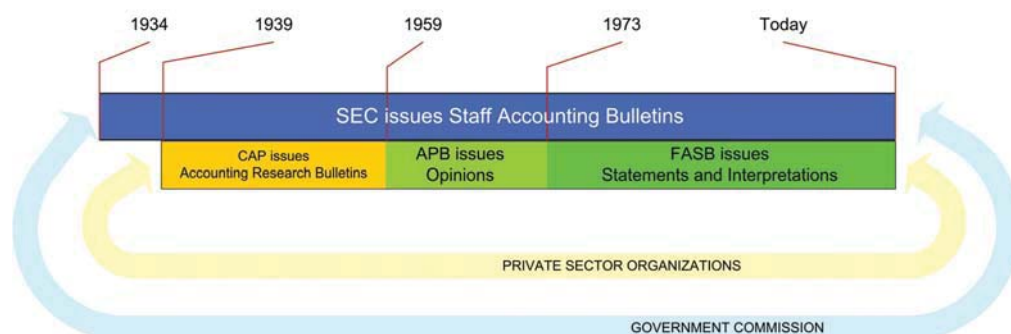 1934 1939 1959 1973 Today
SEC issues Staff Accounting Bulletins
CAP issues
Accounting Research Bulletins
APB issues
Opinions
FASB issues
Statements and Interpretations
PRIVATE SECTOR ORGANIZATIONS
GOVERNMENT COMMISSION